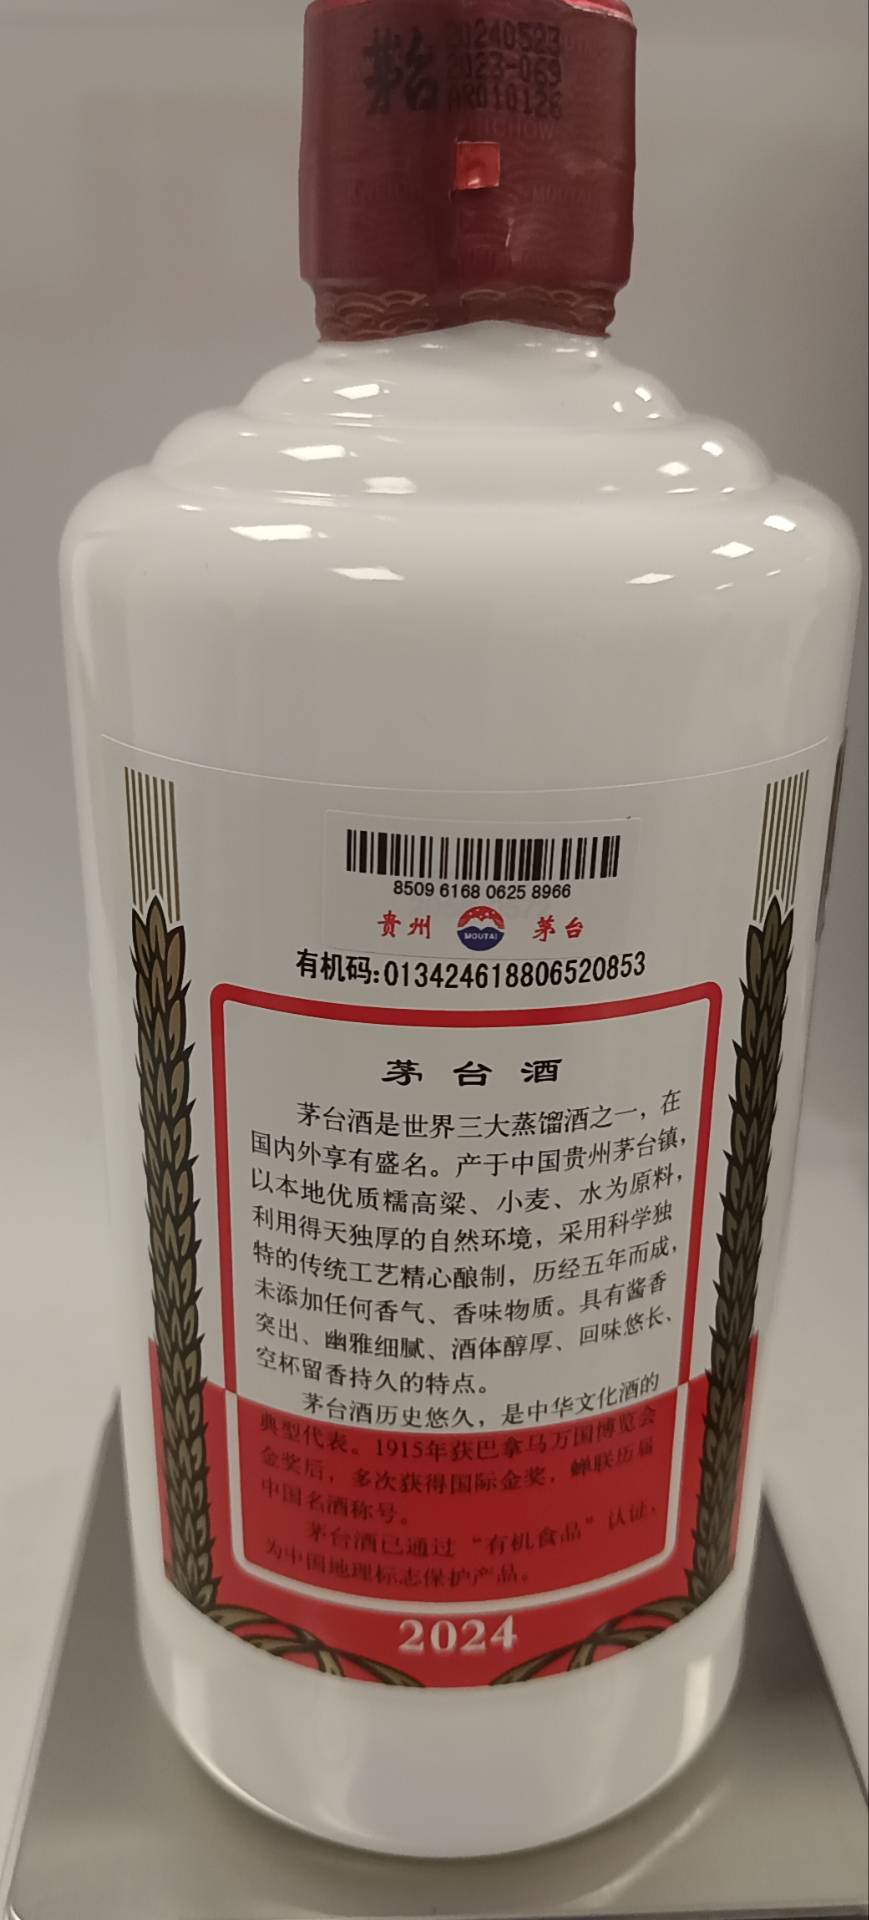 茅台
20240523
2023-069
AR010126
8509 6168 0625 8966
贵州 MOUTAI 茅台
有机码:013424618806520853
茅台酒
茅台酒是世界三大蒸馏酒之一，在
国内外享有盛名。产于中国贵州茅台镇，
以本地优质糯高粱、小麦、水为原料，
利用得天独厚的自然环境，采用科学独
特的传统工艺精心酿制，历经五年而成，
未添加任何香气、香味物质。具有酱香
突出、幽雅细腻、酒体醇厚、回味悠长、
空杯留香持久的特点。
茅台酒历史悠久，是中华文化酒的
典型代表。1915年获巴拿马万国博览会
金奖后，多次获得国际金奖，蝉联历届
中国名酒称号。
茅台酒已通过“有机食品”认证、
为中国地理标志保护产品。
2024